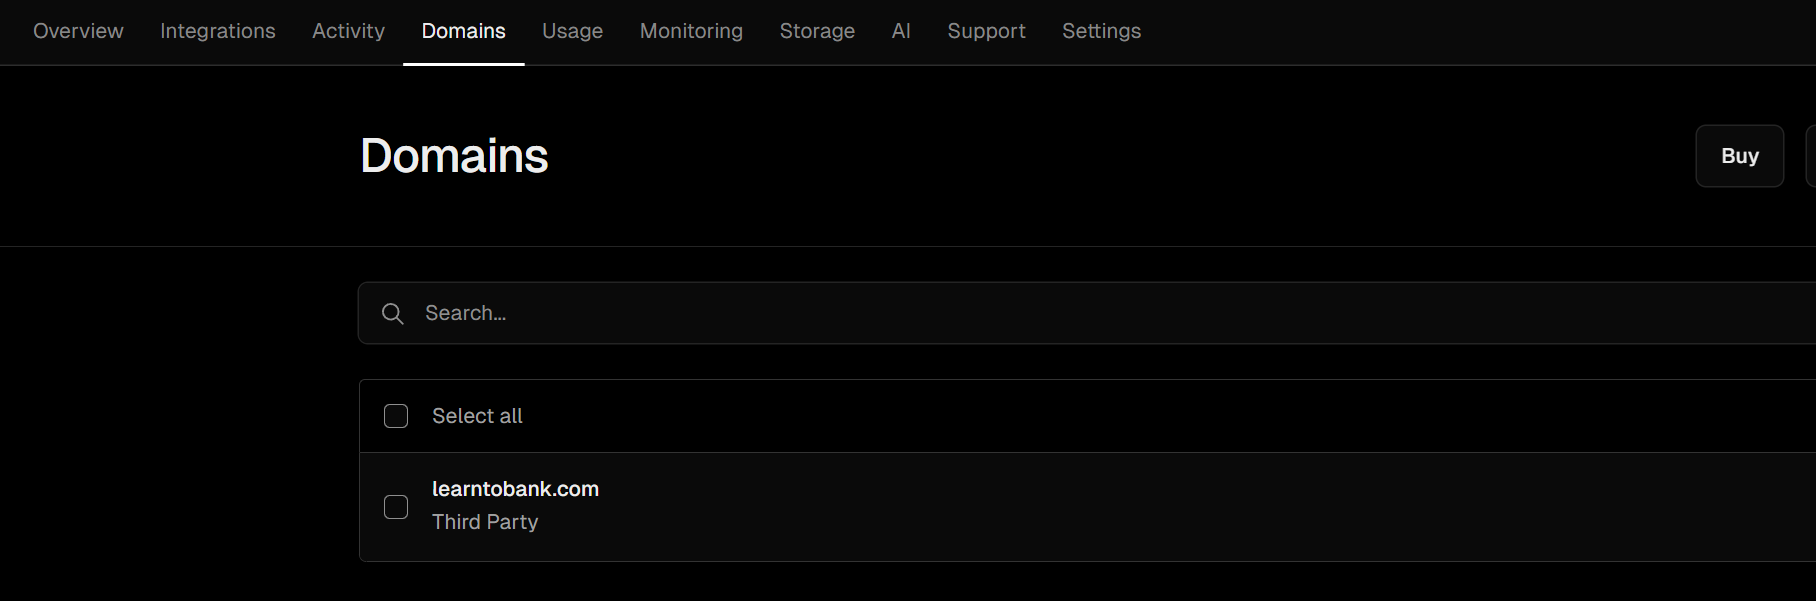 Overview Integrations Activity Domains Usage Monitoring Storage AI Support Settings
Domains
Buy
Search...
Select all
learntobank.com
Third Party